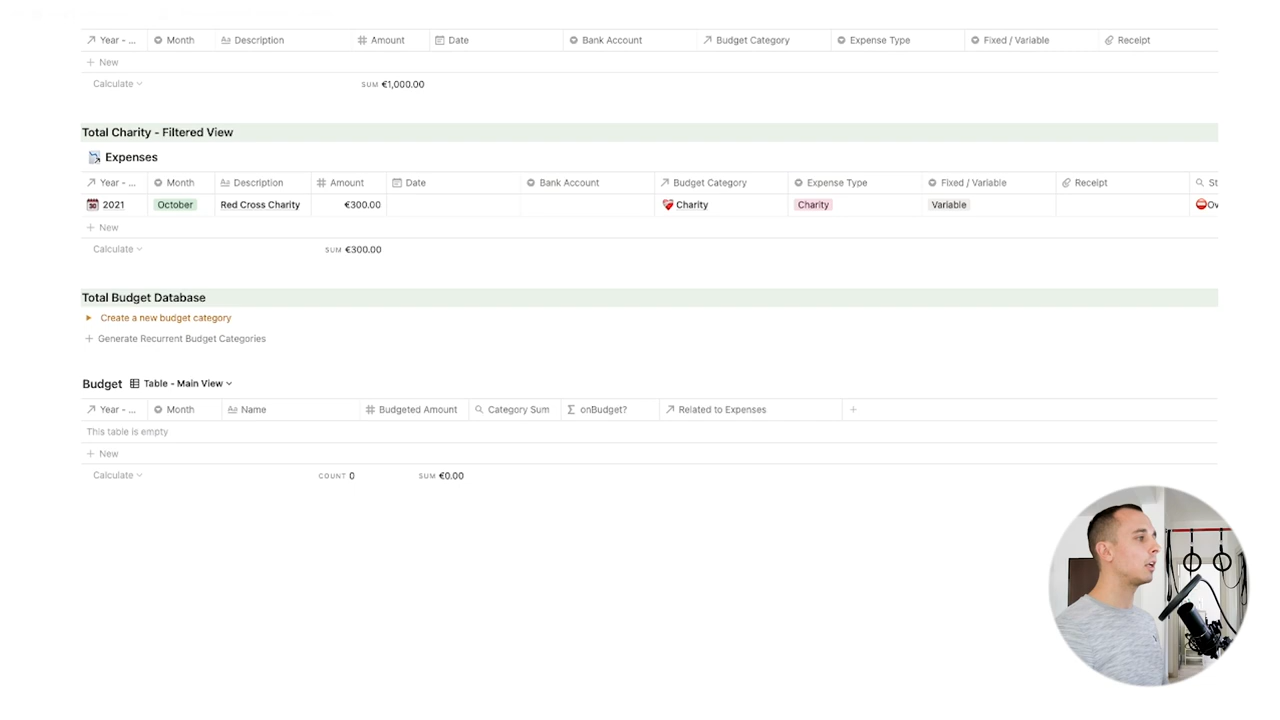 Year - ... Month Description Amount Date Bank Account Budget Category Expense Type Fixed / Variable Receipt
+ New
Calculate SUM €1,000.00
Total Charity - Filtered View
Expenses
Year - ... Month Description Amount Date Bank Account Budget Category Expense Type Fixed / Variable Receipt St
2021 October Red Cross Charity €300.00 Charity Charity Variable Ov
+ New
Calculate SUM €300.00
Total Budget Database
Create a new budget category
+ Generate Recurrent Budget Categories
Budget Table - Main View
Year - ... Month Name Budgeted Amount Category Sum onBudget? Related to Expenses +
This table is empty
+ New
Calculate COUNT 0 SUM €0.00